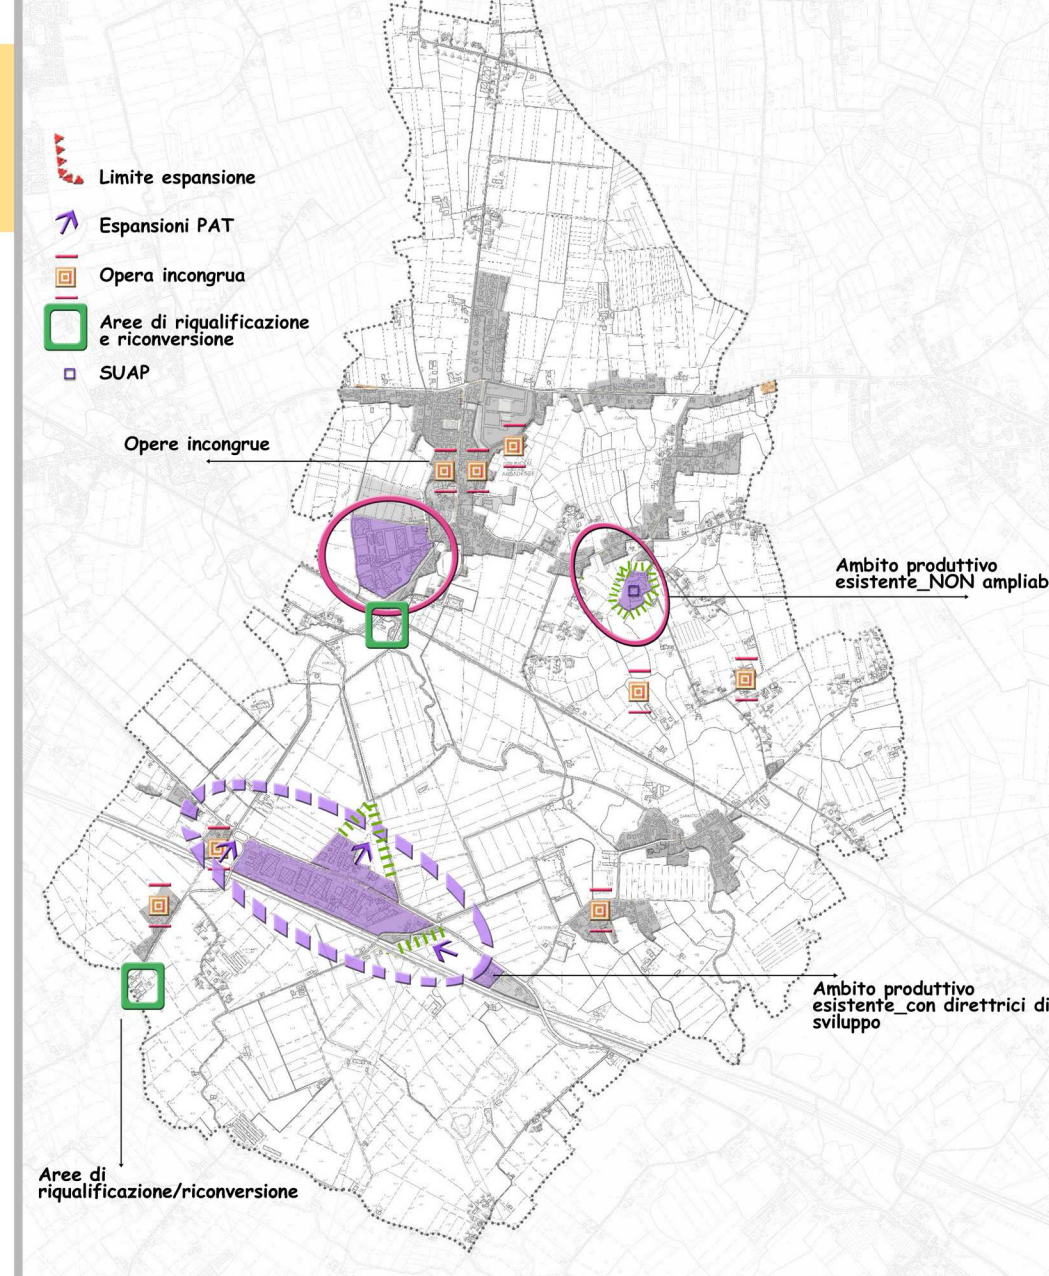 Limite espansione
Espansioni PAT
Opera incongrua
Aree di riqualificazione
e riconversione
SUAP
Opere incongrue
Ambito produttivo
esistente_NON ampliab
Ambito produttivo
esistente_con direttrici di
sviluppo
Aree di
riqualificazione/riconversione